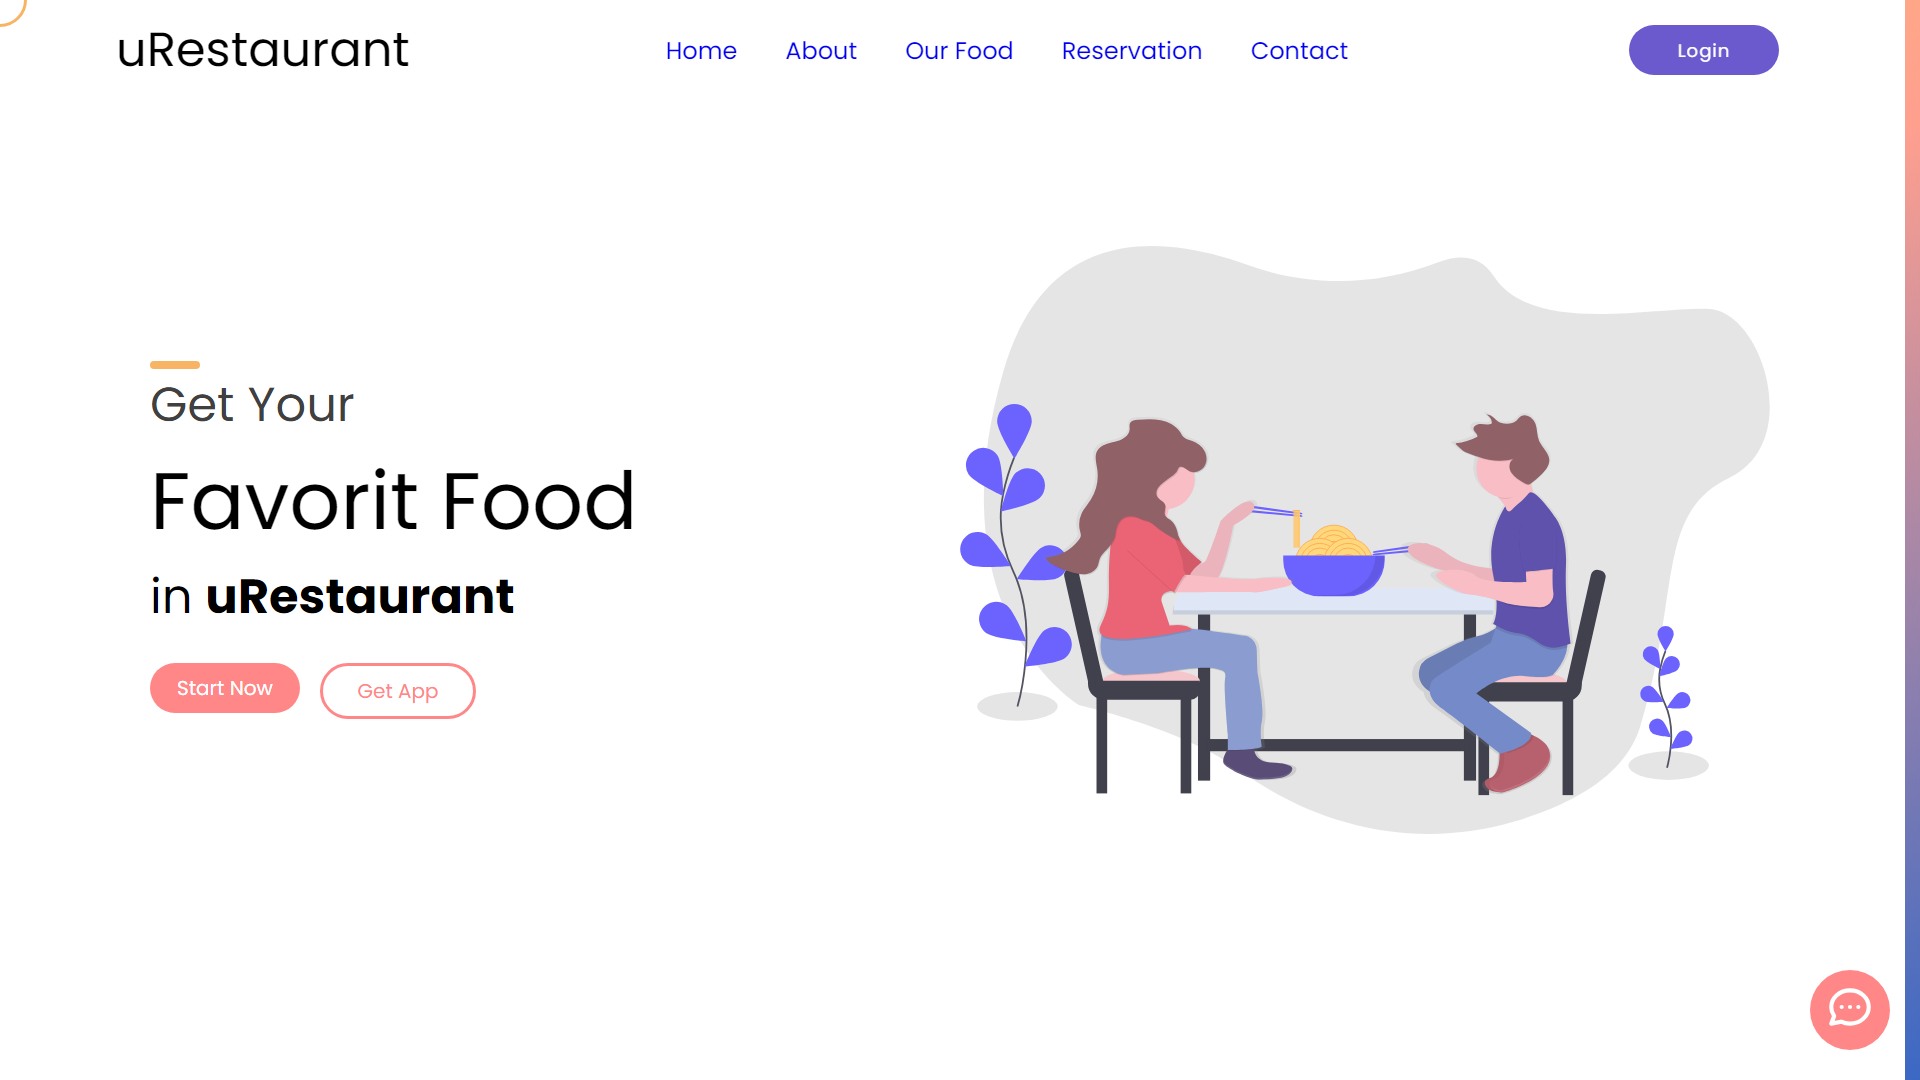 uRestaurant
Home About Our Food Reservation Contact
Login
Get Your
Favorit Food
in uRestaurant
Start Now
Get App